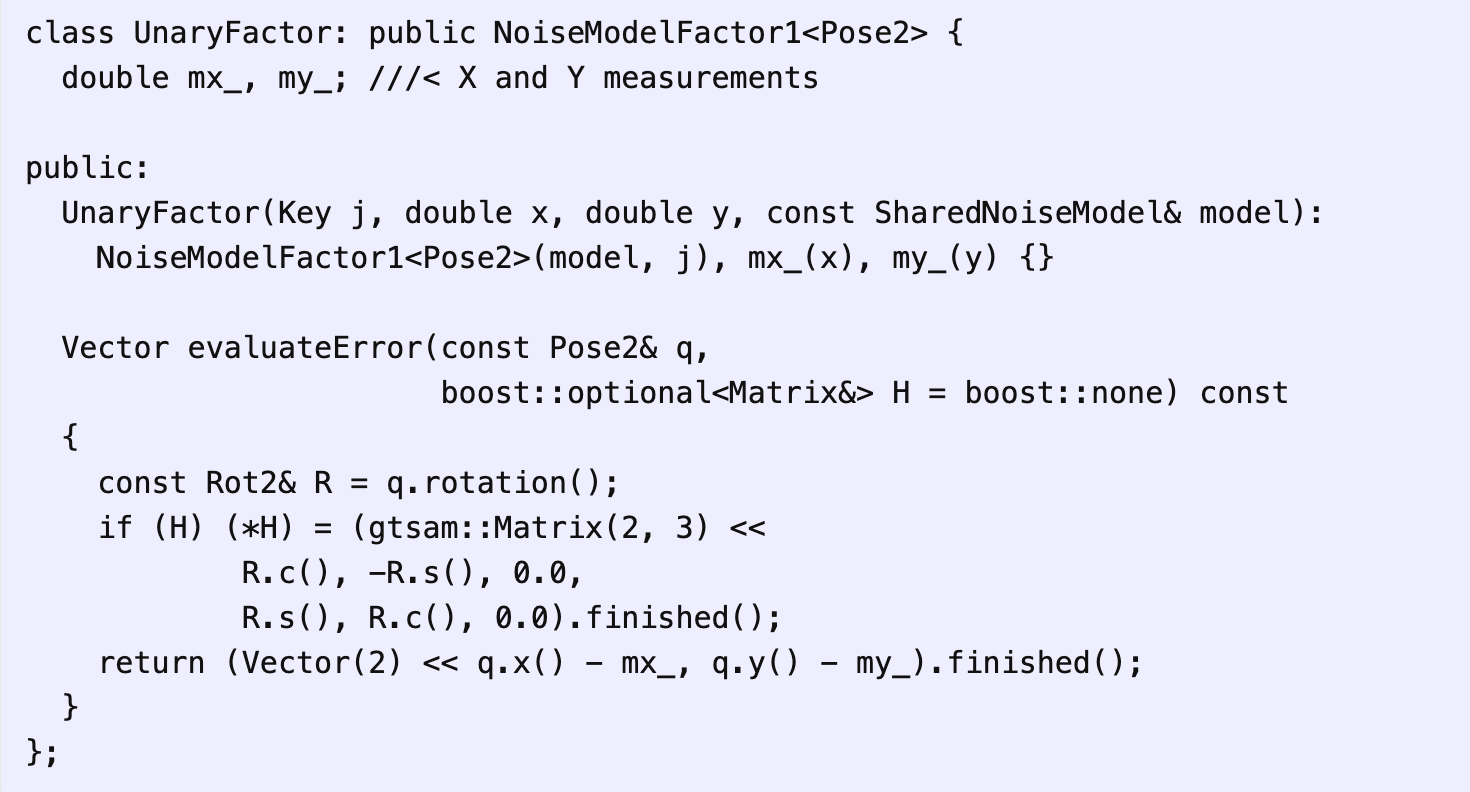 class UnaryFactor: public NoiseModelFactor1<Pose2> {
  double mx_, my_; ///< X and Y measurements

public:
  UnaryFactor(Key j, double x, double y, const SharedNoiseModel& model):
    NoiseModelFactor1<Pose2>(model, j), mx_(x), my_(y) {}

  Vector evaluateError(const Pose2& q,
                       boost::optional<Matrix&> H = boost::none) const
  {
    const Rot2& R = q.rotation();
    if (H) (*H) = (gtsam::Matrix(2, 3) <<
            R.c(), -R.s(), 0.0,
            R.s(), R.c(), 0.0).finished();
    return (Vector(2) << q.x() - mx_, q.y() - my_).finished();
  }
};